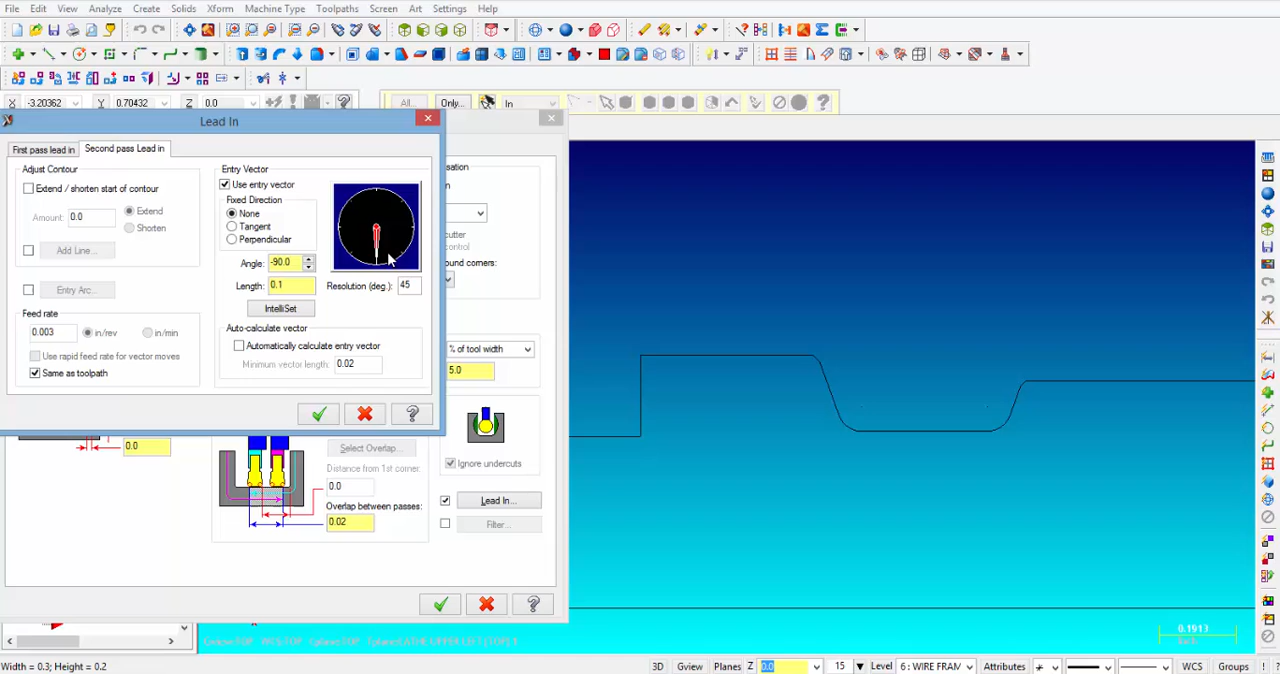 File Edit View Analyze Create Solids Xform Machine Type Toolpaths Screen Art Settings Help
X -3.20362 Y 0.70432 Z 0.0 All... Only... In
Lead In
First pass lead in Second pass Lead in
Adjust Contour
Extend / shorten start of contour
Amount: 0.0 Extend
Shorten
Add Line...
Entry Arc...
Feed rate
0.003 in/rev in/min
Use rapid feed rate for vector moves
Same as toolpath
Entry Vector
Use entry vector
Fixed Direction
None
Tangent
Perpendicular
Angle: -90.0
Length: 0.1 Resolution (deg.): 45
IntelliSet
Auto-calculate vector
Automatically calculate entry vector
Minimum vector length: 0.02
cutter
control
ound corners:
% of tool width
5.0
0.0
Select Overlap...
Distance from 1st corner:
0.0
Overlap between passes:
0.02
Ignore undercuts
Lead In...
Filter...
0.1913
Inch
Width = 0.3; Height = 0.2 3D Gview Planes Z 0.0 15 Level 6 : WIRE FRAM Attributes WCS Groups ! ?